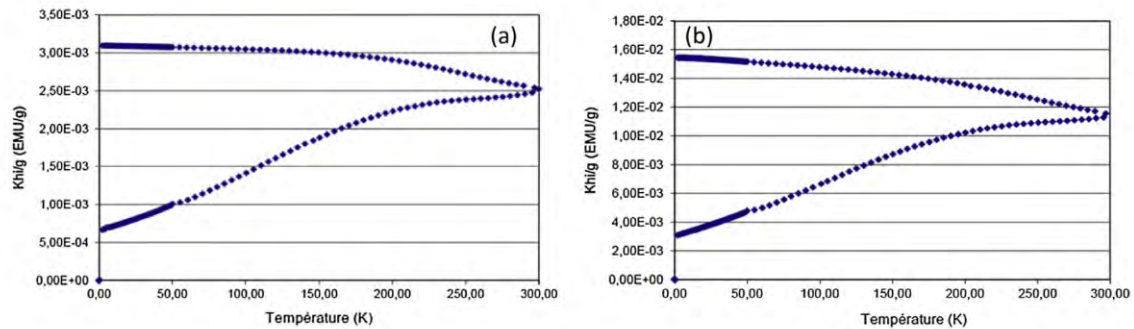 (a)
Khi/g (EMU/g)
3,50E-03
3,00E-03
2,50E-03
2,00E-03
1,50E-03
1,00E-03
5,00E-04
0,00E+00
0,00 50,00 100,00 150,00 200,00 250,00 300,00
Température (K)
(b)
Khi/g (EMU/g)
1,80E-02
1,60E-02
1,40E-02
1,20E-02
1,00E-02
8,00E-03
6,00E-03
4,00E-03
2,00E-03
0,00E+00
0,00 50,00 100,00 150,00 200,00 250,00 300,00
Température (K)